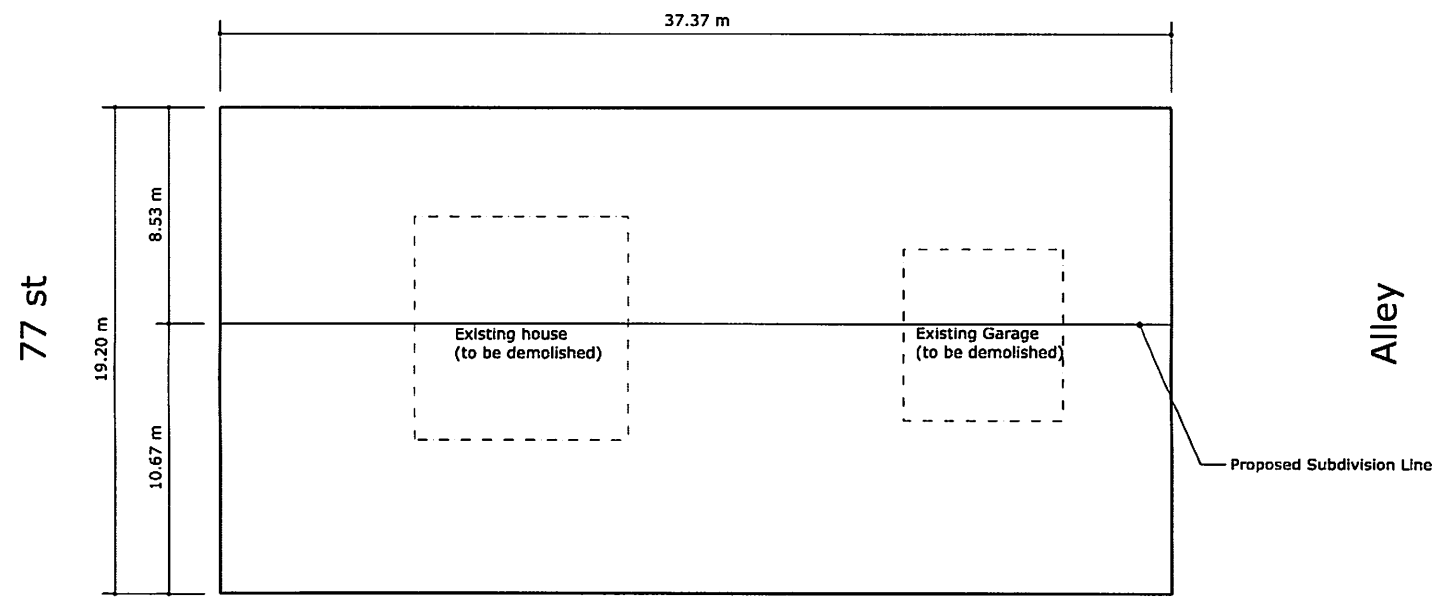 37.37 m
8.53 m
19.20 m
10.67 m
77 st
Existing house
(to be demolished)
Existing Garage
(to be demolished)
Alley
Proposed Subdivision Line